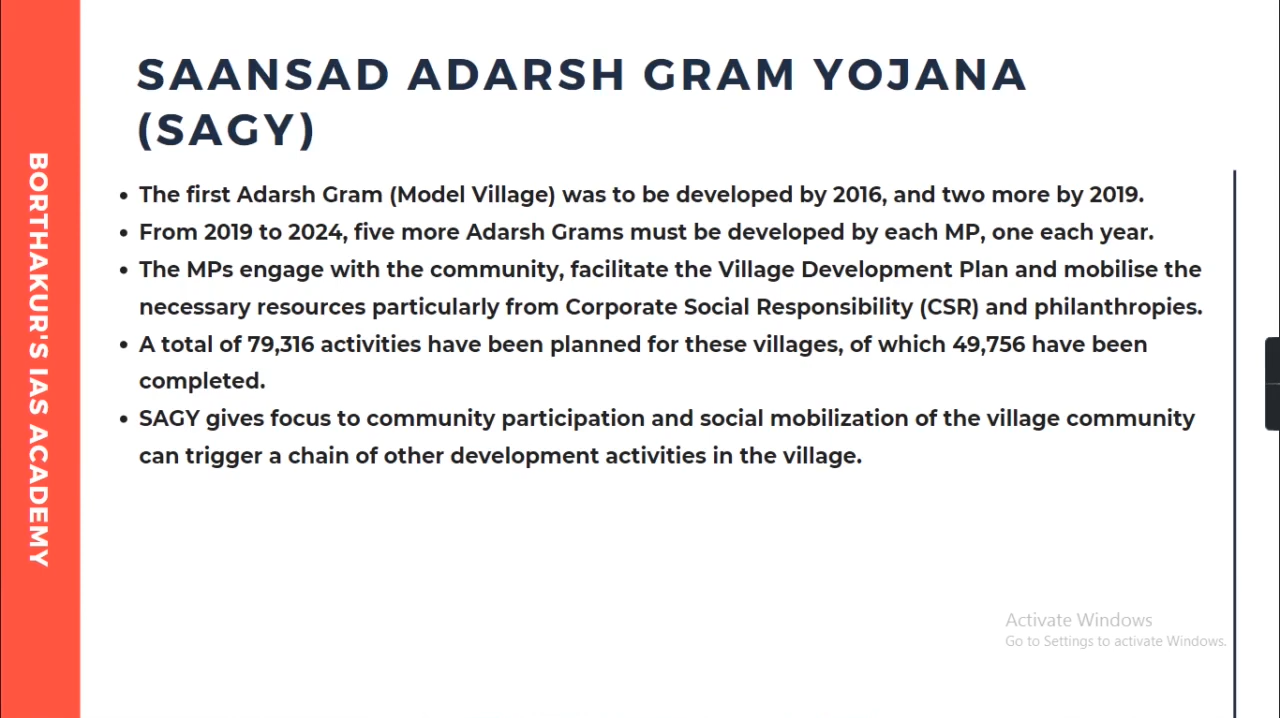 SAANSAD ADARSH GRAM YOJANA
(SAGY)
• The first Adarsh Gram (Model Village) was to be developed by 2016, and two more by 2019.
• From 2019 to 2024, five more Adarsh Grams must be developed by each MP, one each year.
• The MPs engage with the community, facilitate the Village Development Plan and mobilise the
necessary resources particularly from Corporate Social Responsibility (CSR) and philanthropies.
• A total of 79,316 activities have been planned for these villages, of which 49,756 have been
completed.
• SAGY gives focus to community participation and social mobilization of the village community
can trigger a chain of other development activities in the village.
BORTHAKUR'S IAS ACADEMY
Activate Windows
Go to Settings to activate Windows.